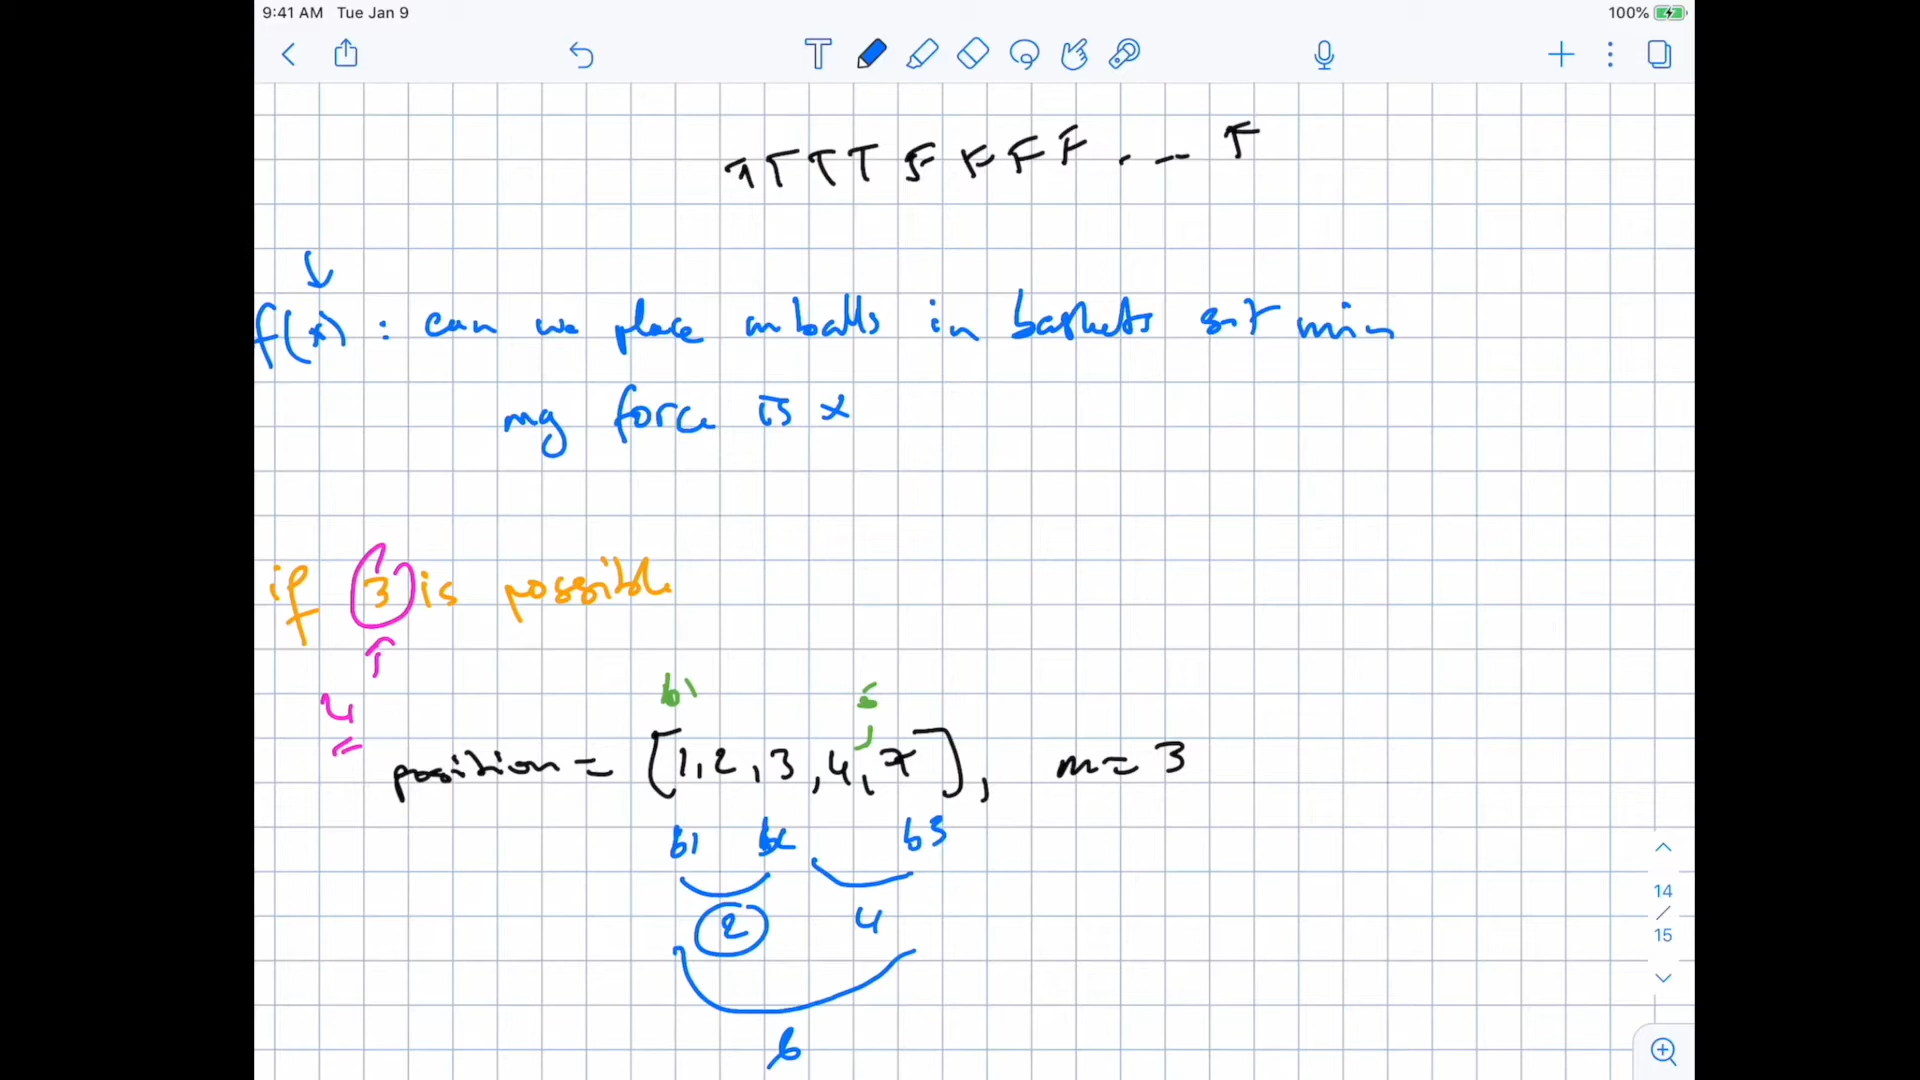 9:41 AM Tue Jan 9 100%
T T T T F F F F . -- F
f(x) : can we place m balls in baskets s.t min
mg force is x
if 3 is possible
4
b1 5
position = [1, 2, 3, 4, 7], m = 3
b1 b2 b3
2 4
6
14
/
15